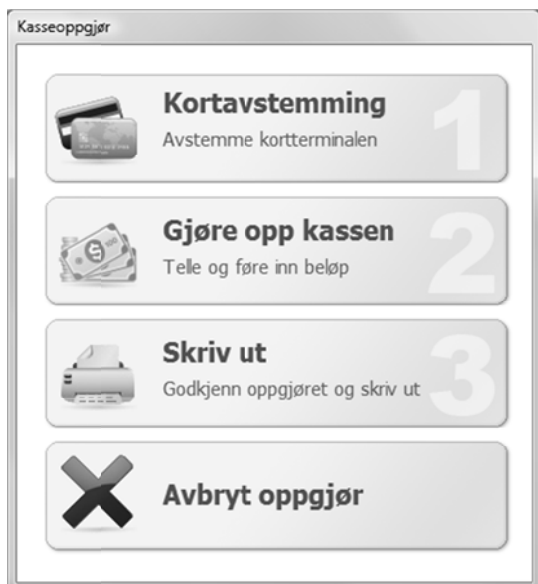 Kasseoppgjør
Kortavstemming
Avstemme kortterminalen
1
Gjøre opp kassen
Telle og føre inn beløp
2
Skriv ut
Godkjenn oppgjøret og skriv ut
3
Avbryt oppgjør